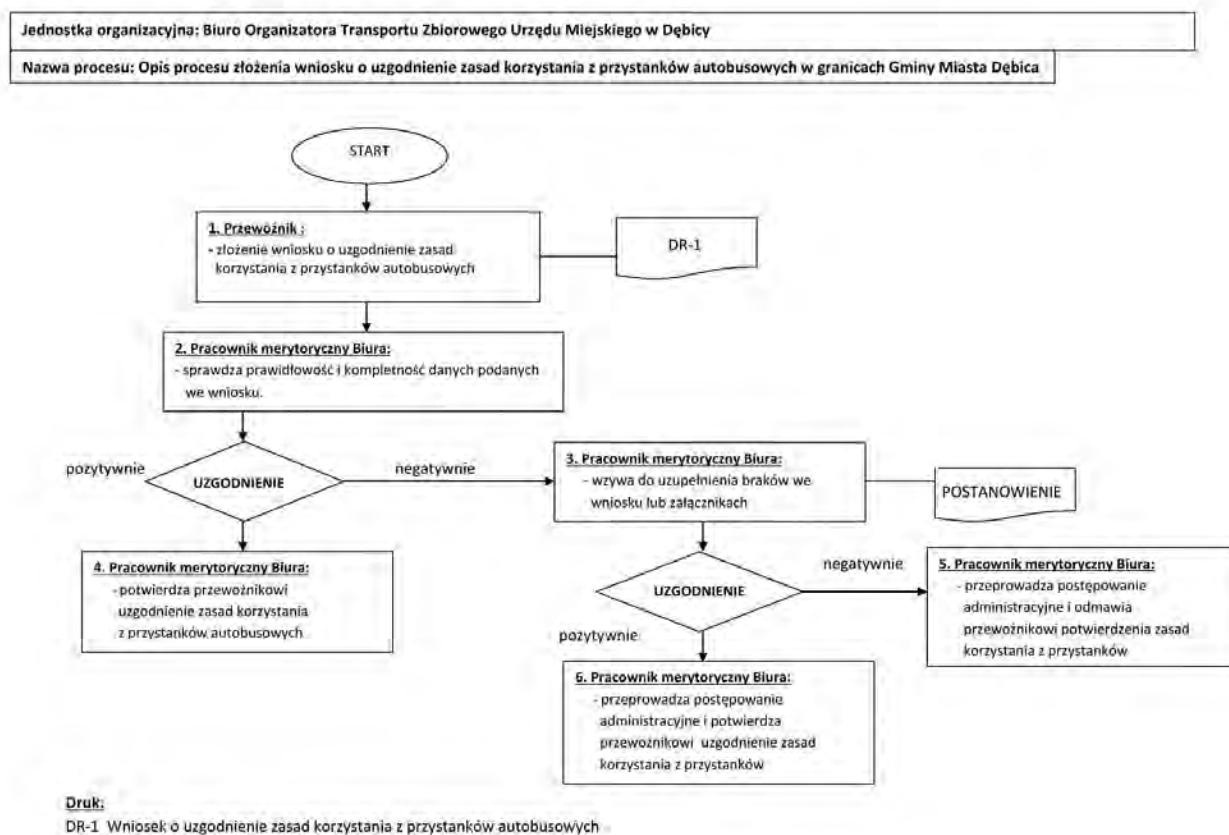 Jednostka organizacyjna: Biuro Organizatora Transportu Zbiorowego Urzędu Miejskiego w Dębicy
Nazwa procesu: Opis procesu złożenia wniosku o uzgodnienie zasad korzystania z przystanków autobusowych w granicach Gminy Miasta Dębica
START
1. Przewoźnik :
- złożenie wniosku o uzgodnienie zasad
korzystania z przystanków autobusowych
DR-1
2. Pracownik merytoryczny Biura:
- sprawdza prawidłowość i kompletność danych podanych
we wniosku.
pozytywnie
UZGODNIENIE
negatywnie
3. Pracownik merytoryczny Biura:
- wzywa do uzupełnienia braków we
wniosku lub załącznikach
POSTANOWIENIE
4. Pracownik merytoryczny Biura:
- potwierdza przewoźnikowi
uzgodnienie zasad korzystania
z przystanków autobusowych
UZGODNIENIE
negatywnie
pozytywnie
5. Pracownik merytoryczny Biura:
- przeprowadza postępowanie
administracyjne i odmawia
przewoźnikowi potwierdzenia zasad
korzystania z przystanków
6. Pracownik merytoryczny Biura:
- przeprowadza postępowanie
administracyjne i potwierdza
przewoźnikowi uzgodnienie zasad
korzystania z przystanków
Druk:
DR-1 Wniosek o uzgodnienie zasad korzystania z przystanków autobusowych